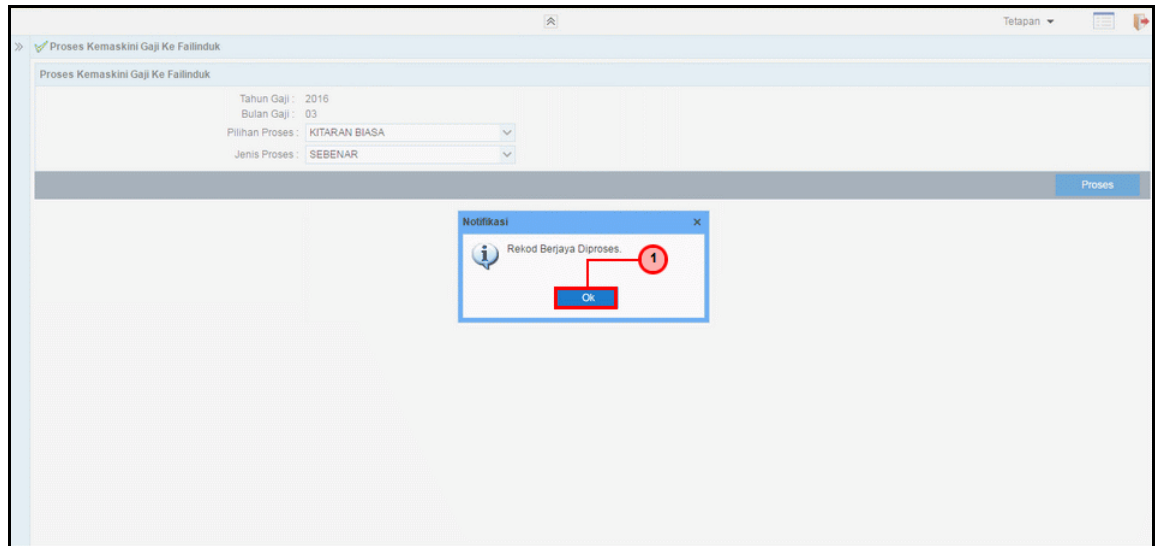 Tetapan
Proses Kemaskini Gaji Ke Failinduk
Proses Kemaskini Gaji Ke Failinduk
Tahun Gaji : 2016
Bulan Gaji : 03
Pilihan Proses : KITARAN BIASA
Jenis Proses : SEBENAR
Proses
Notifikasi
Rekod Berjaya Diproses.
1
Ok